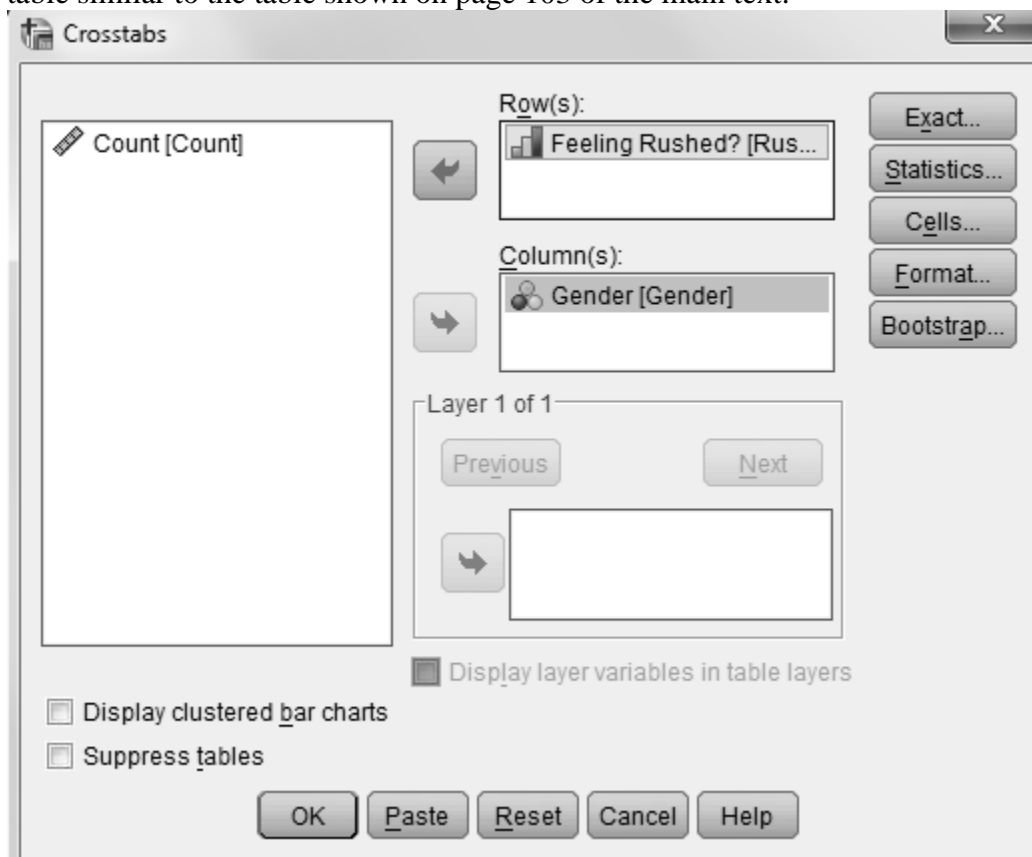 table similar to the table shown on page 103 of the main text.
Crosstabs
Count [Count]
Row(s):
Feeling Rushed? [Rus...
Column(s):
Gender [Gender]
Layer 1 of 1
Previous
Next
Display layer variables in table layers
Exact...
Statistics...
Cells...
Format...
Bootstrap...
Display clustered bar charts
Suppress tables
OK Paste Reset Cancel Help